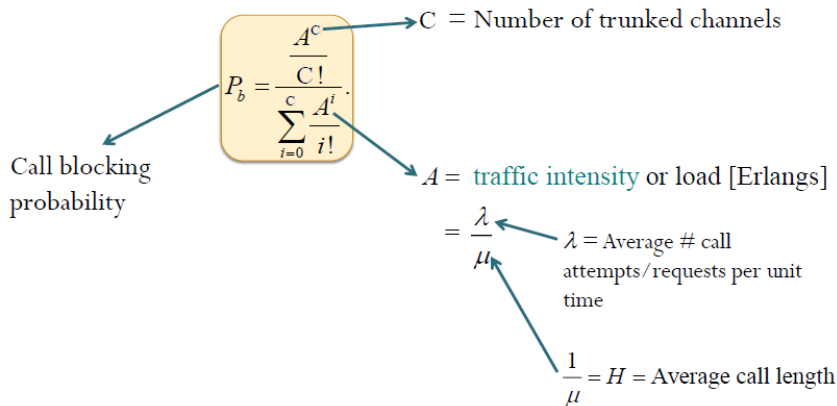 P_b = (A^C / C!) / (∑_{i=0}^{C} A^i / i!).
C = Number of trunked channels
Call blocking
probability
A = traffic intensity or load [Erlangs]
= λ / μ
λ = Average # call
attempts/requests per unit
time
1/μ = H = Average call length